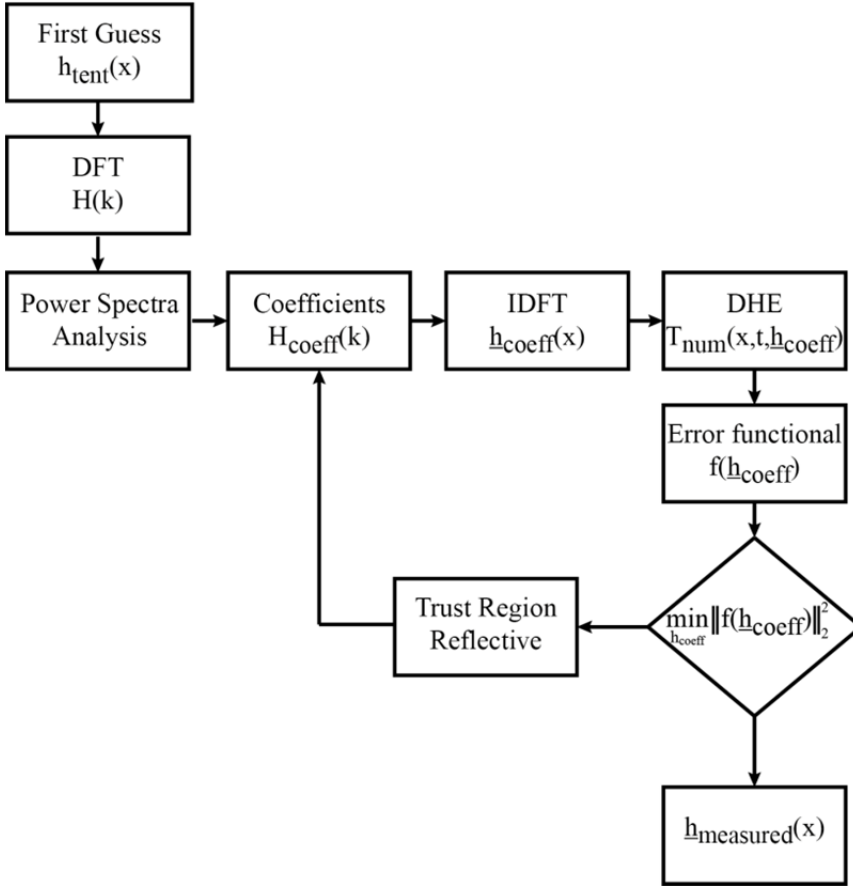 First Guess
h_tent(x)
DFT
H(k)
Power Spectra
Analysis
Coefficients
H_coeff(k)
IDFT
h_coeff(x)
DHE
T_num(x,t,h_coeff)
Error functional
f(h_coeff)
min ‖f(h_coeff)‖₂²
h_coeff
Trust Region
Reflective
h_measured(x)